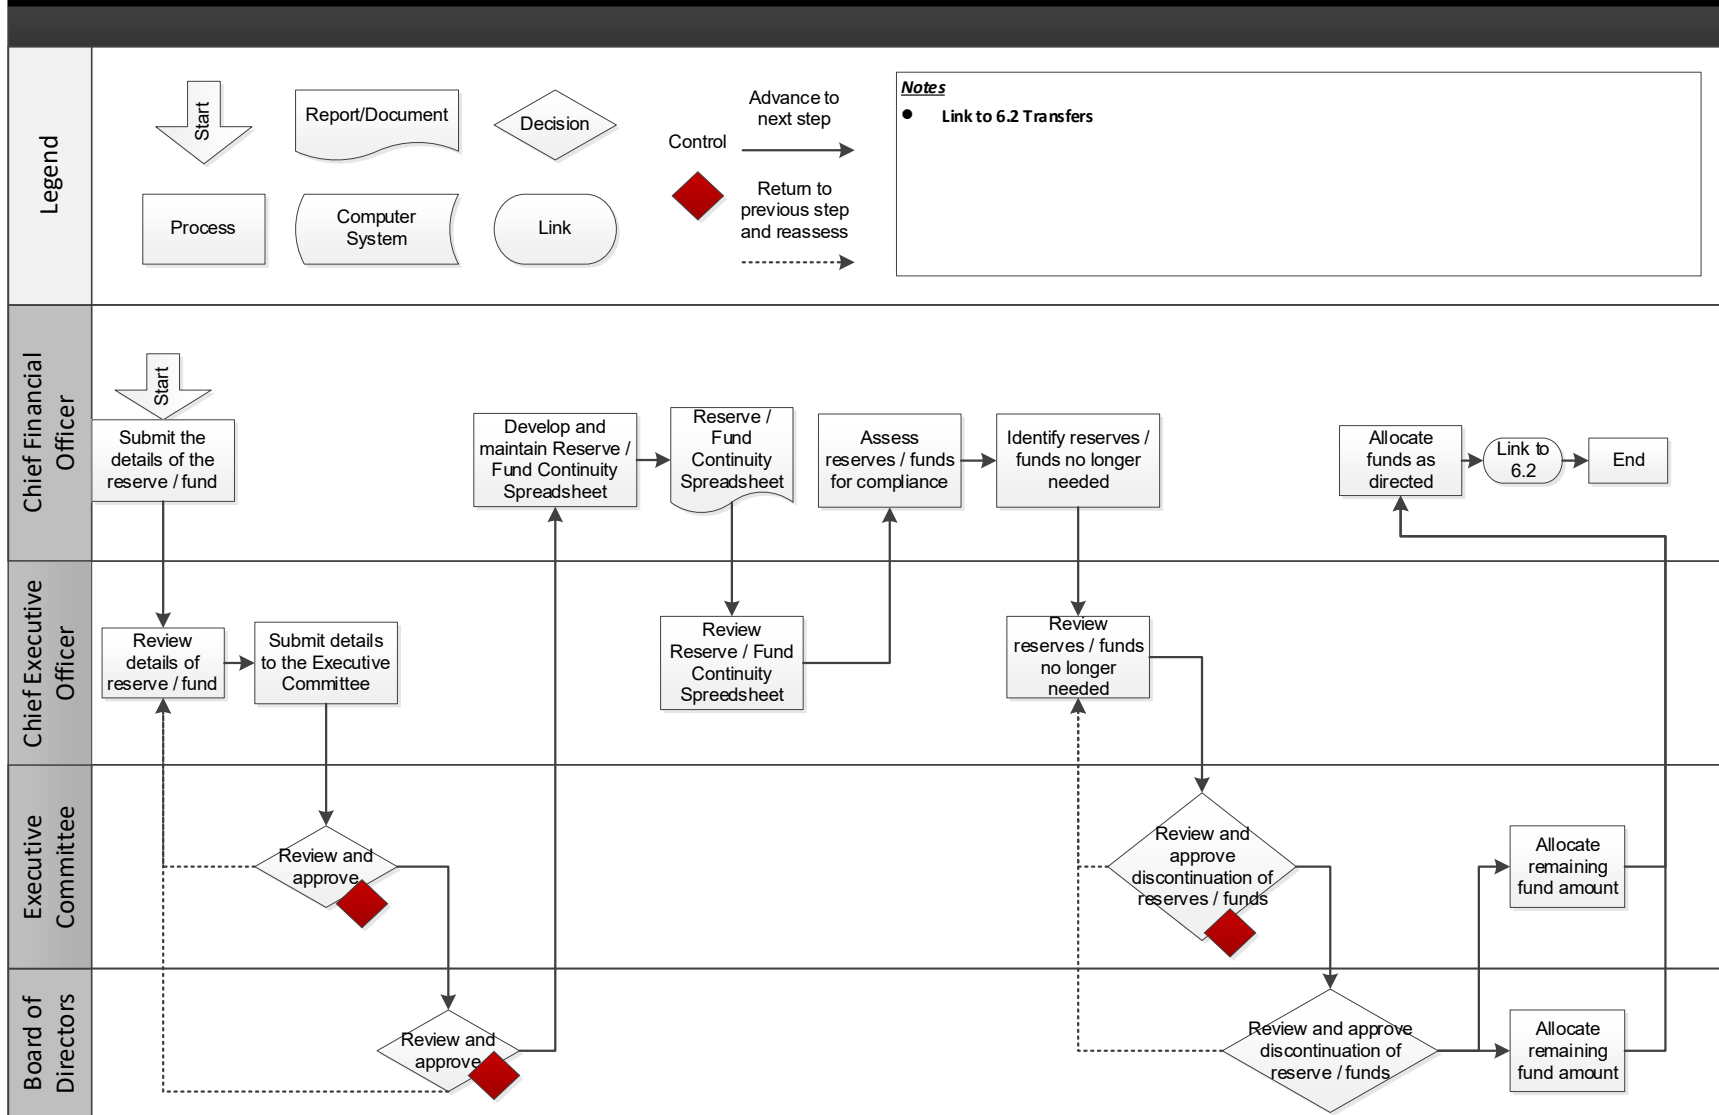 Legend
Start
Report/Document
Decision
Process
Computer
System
Link
Control
Advance to
next step
Return to
previous step
and reassess
Notes
● Link to 6.2 Transfers
Chief Financial
Officer
Start
Submit the
details of the
reserve / fund
Develop and
maintain Reserve /
Fund Continuity
Spreadsheet
Reserve /
Fund
Continuity
Spreadsheet
Assess
reserves / funds
for compliance
Identify reserves /
funds no longer
needed
Allocate
funds as
directed
Link to
6.2
End
Chief Executive
Officer
Review
details of
reserve / fund
Submit details
to the Executive
Committee
Review
Reserve / Fund
Continuity
Spreedsheet
Review
reserves / funds
no longer
needed
Executive
Committee
Review and
approve
Review and
approve
discontinuation of
reserves / funds
Allocate
remaining
fund amount
Board of
Directors
Review and
approve
Review and approve
discontinuation of
reserve / funds
Allocate
remaining
fund amount